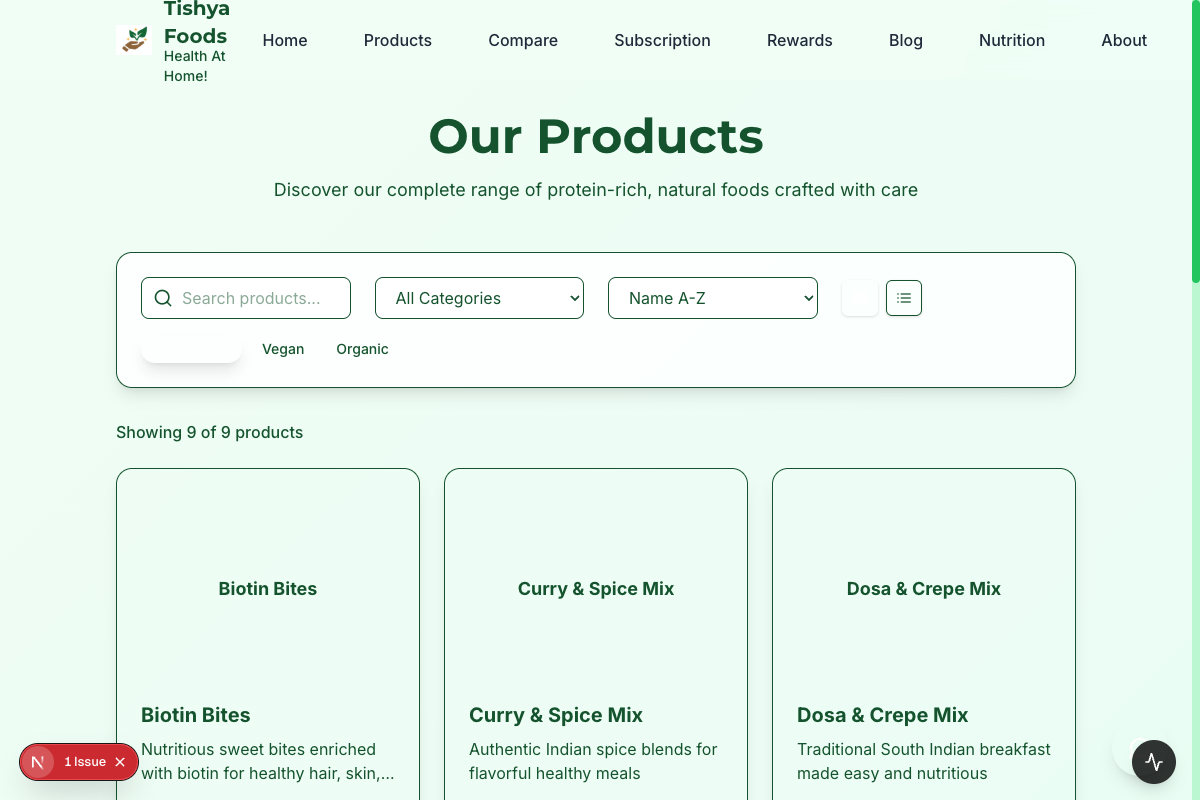 Tishya
Foods
Health At
Home!
Home
Products
Compare
Subscription
Rewards
Blog
Nutrition
About
Our Products
Discover our complete range of protein-rich, natural foods crafted with care
Search products...
All Categories
Name A-Z
Vegan
Organic
Showing 9 of 9 products
Biotin Bites
Curry & Spice Mix
Dosa & Crepe Mix
Biotin Bites
Nutritious sweet bites enriched
with biotin for healthy hair, skin,...
Curry & Spice Mix
Authentic Indian spice blends for
flavorful healthy meals
Dosa & Crepe Mix
Traditional South Indian breakfast
made easy and nutritious
N
1 Issue